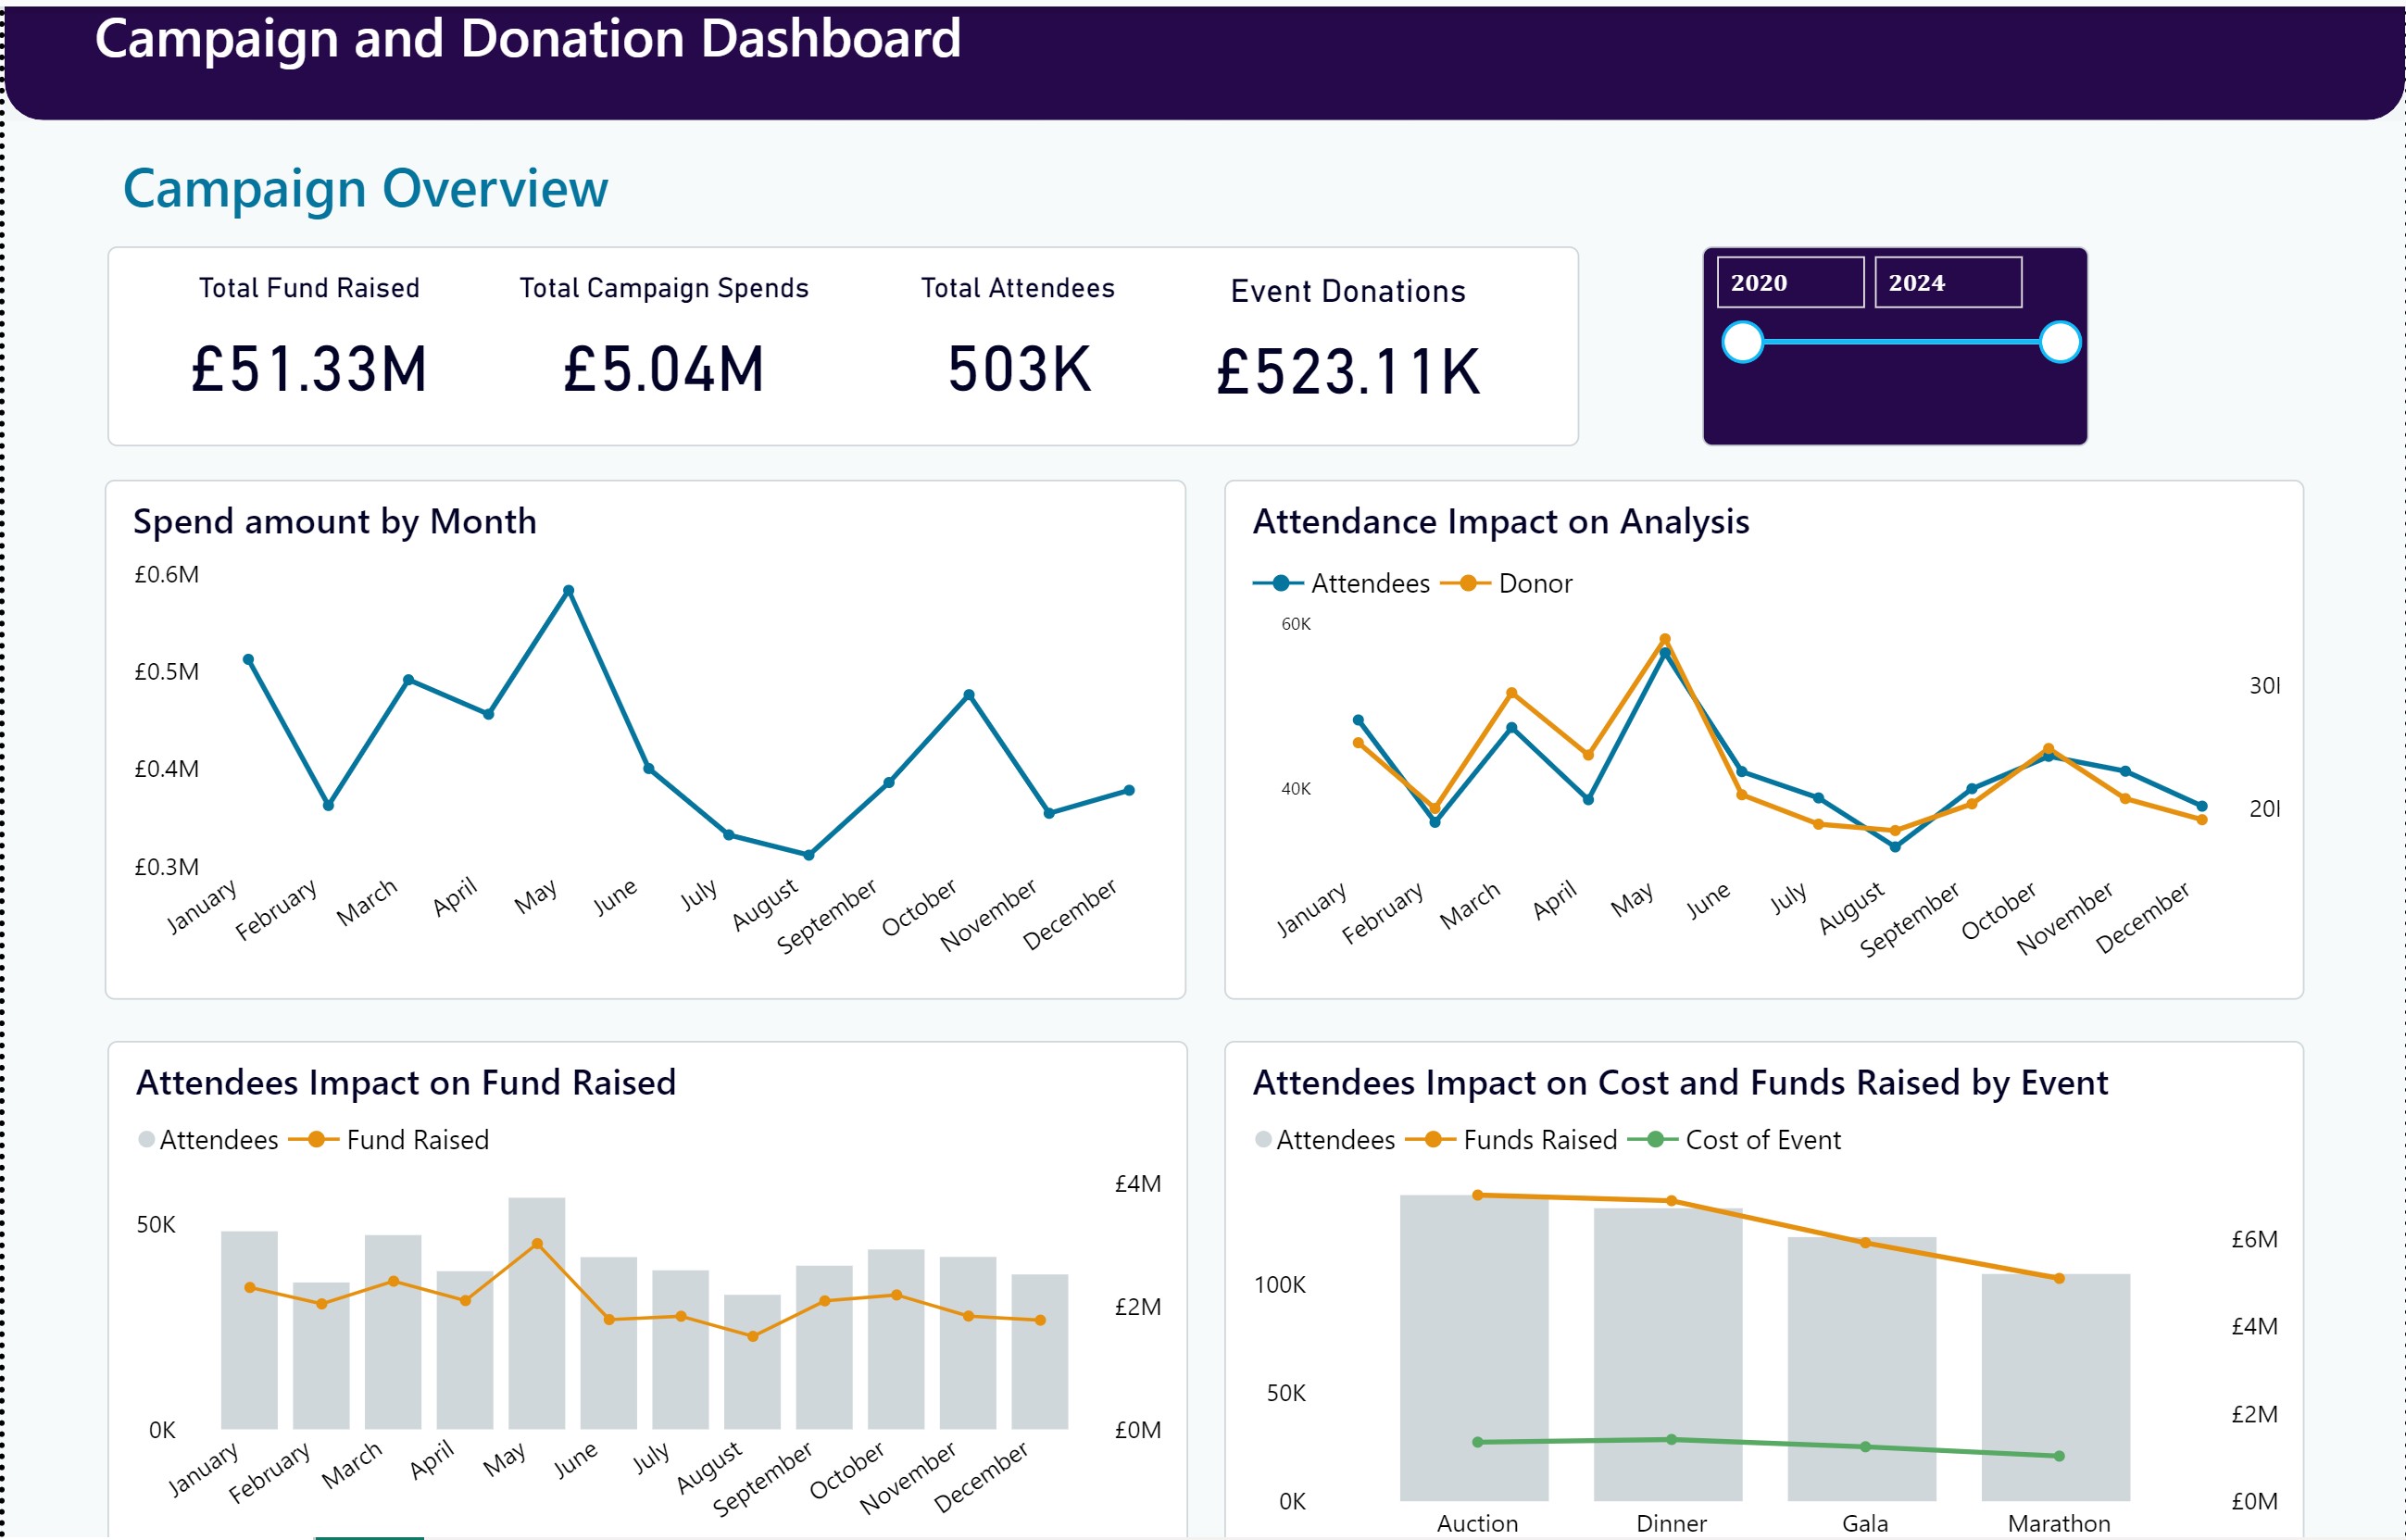 Campaign and Donation Dashboard
Campaign Overview
Total Fund Raised
Total Campaign Spends
Total Attendees
Event Donations
£51.33M
£5.04M
503K
£523.11K
2020
2024
Spend amount by Month
£0.6M
£0.5M
£0.4M
£0.3M
January
February
March
April
May
June
July
August
September
October
November
December
Attendance Impact on Analysis
Attendees
Donor
60K
40K
30l
20l
January
February
March
April
May
June
July
August
September
October
November
December
Attendees Impact on Fund Raised
Attendees
Fund Raised
50K
0K
£4M
£2M
£0M
January
February
March
April
May
June
July
August
September
October
November
December
Attendees Impact on Cost and Funds Raised by Event
Attendees
Funds Raised
Cost of Event
100K
50K
0K
£6M
£4M
£2M
£0M
Auction
Dinner
Gala
Marathon